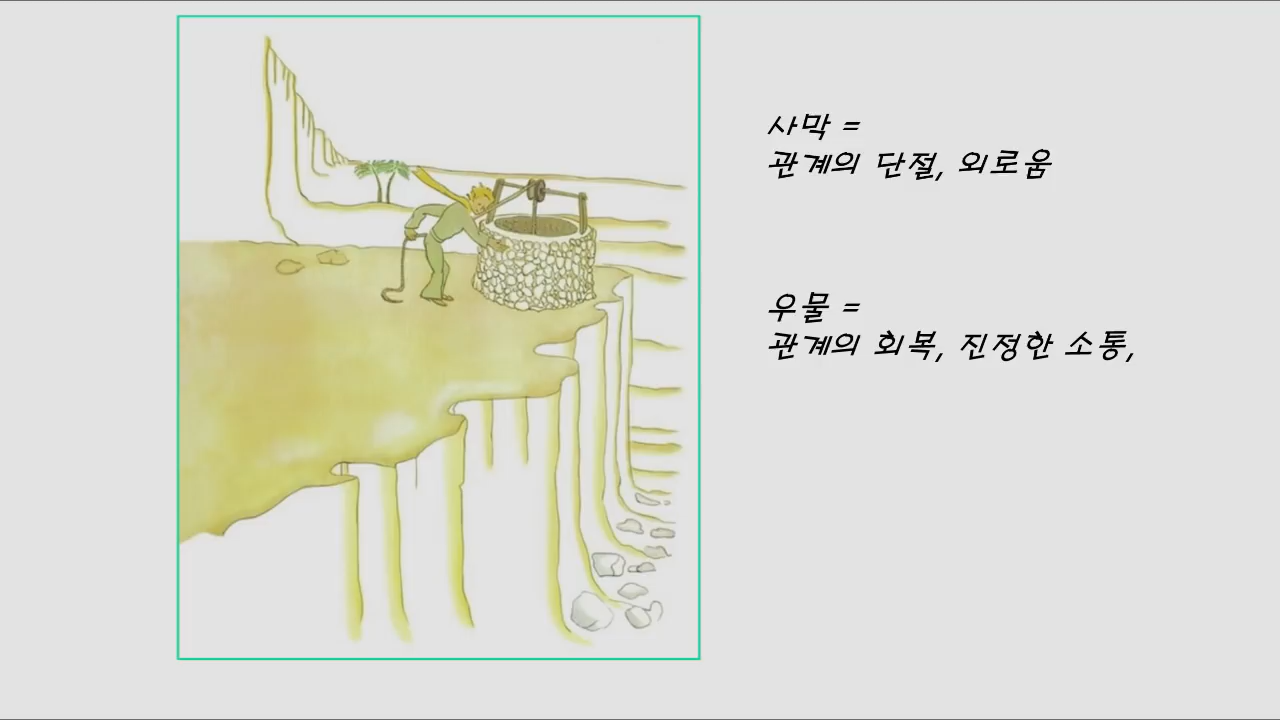 사막 =
관계의 단절, 외로움
우물 =
관계의 회복, 진정한 소통,